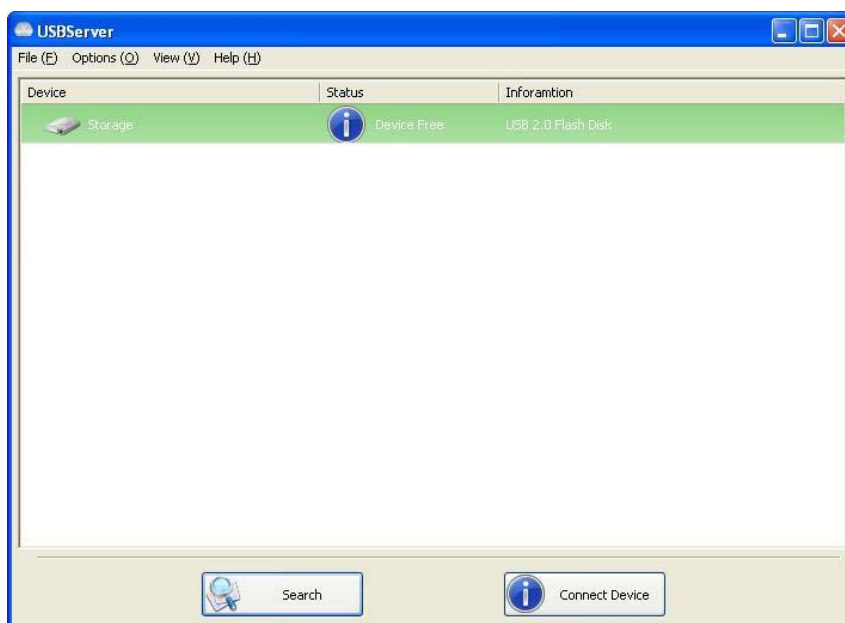 USBServer
File (F) Options (O) View (V) Help (H)
Device Status Inforamtion
Storage Device Free USB 2.0 Flash Disk
Search Connect Device